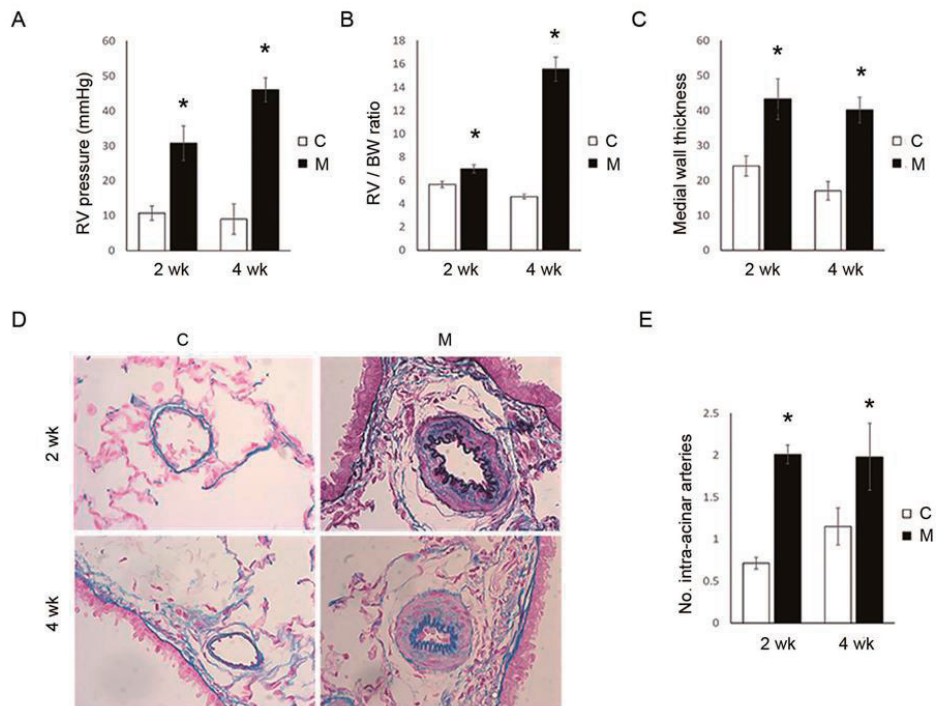 A
RV pressure (mmHg)
60
50
40
30
20
10
0
*
*
2 wk
4 wk
C
M
B
RV / BW ratio
18
16
14
12
10
8
6
4
2
0
*
*
2 wk
4 wk
C
M
C
Medial wall thickness
60
50
40
30
20
10
0
*
*
2 wk
4 wk
C
M
D
C
M
2 wk
4 wk
E
No. intra-acinar arteries
2.5
2
1.5
1
0.5
0
*
*
2 wk
4 wk
C
M